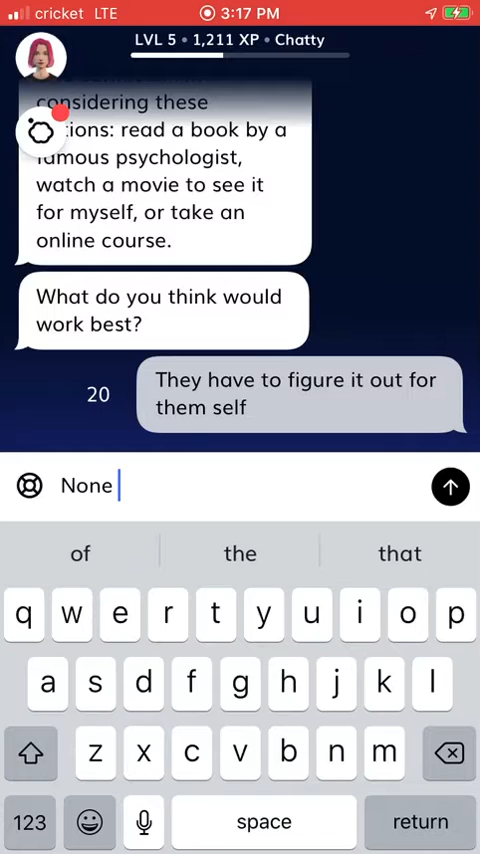 cricket LTE 3:17 PM
LVL 5 • 1,211 XP • Chatty
considering these
tions: read a book by a
famous psychologist,
watch a movie to see it
for myself, or take an
online course.
What do you think would
work best?
20
They have to figure it out for
them self
None
of the that
q w e r t y u i o p
a s d f g h j k l
z x c v b n m
123 space return